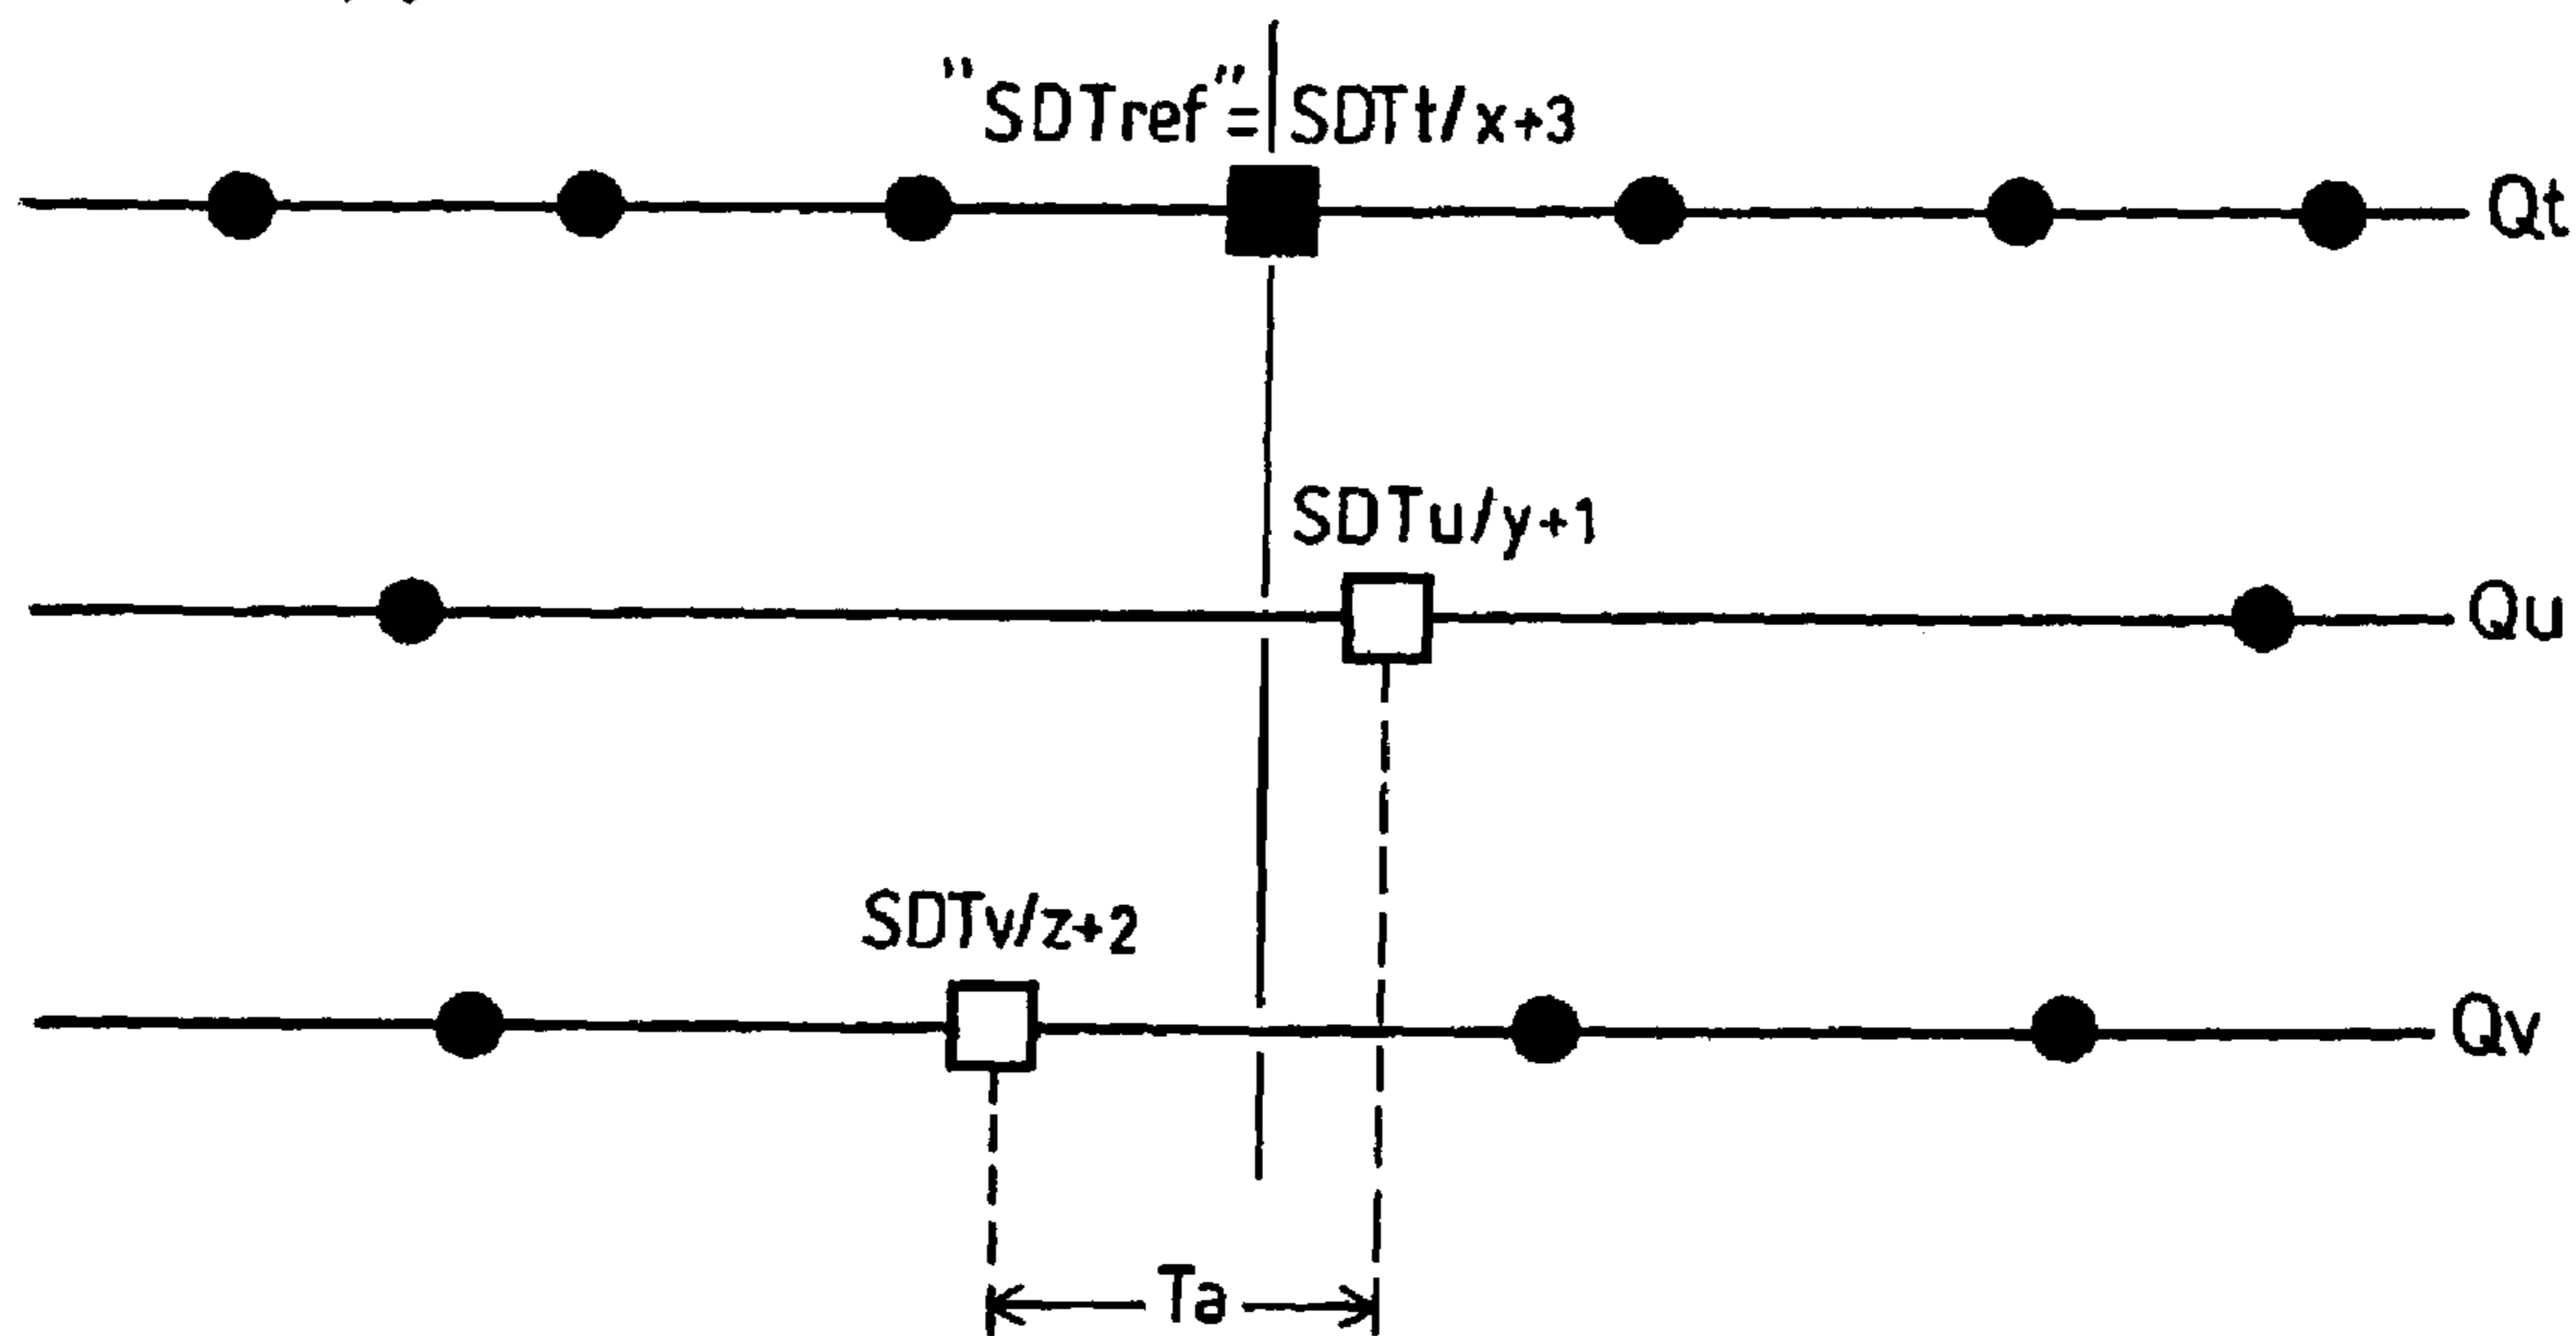 "SDTref"= SDTt/x+3
Qt
SDTu/y+1
Qu
SDTv/z+2
Qv
Ta